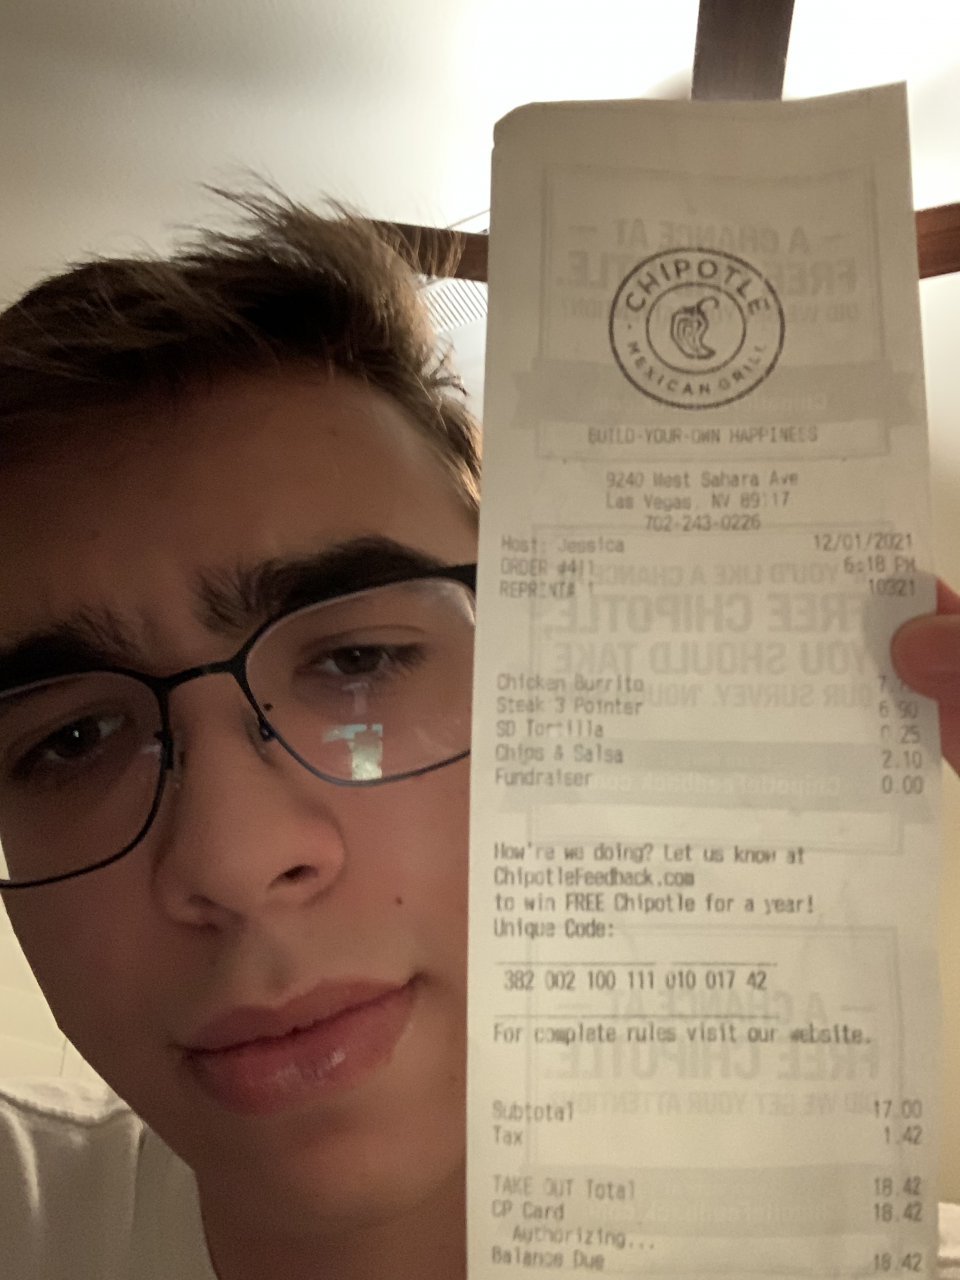 CHIPOTLE
MEXICAN GRILL
BUILD-YOUR-OWN HAPPINESS
9240 West Sahara Ave
Las Vegas, NV 89117
702-243-0226
Host: Jessica 12/01/2021
ORDER #411 6:18 PM
REPRINT# 1 10321
Chicken Burrito
Steak 3 Pointer 6.90
SD Tortilla 0.25
Chips & Salsa 2.10
Fundraiser 0.00
How're we doing? Let us know at
ChipotleFeedback.com
to win FREE Chipotle for a year!
Unique Code:
382 002 100 111 010 017 42
For complete rules visit our website.
Subtotal 17.00
Tax 1.42
TAKE OUT Total 18.42
CP Card 18.42
Authorizing...
Balance Due 18.42